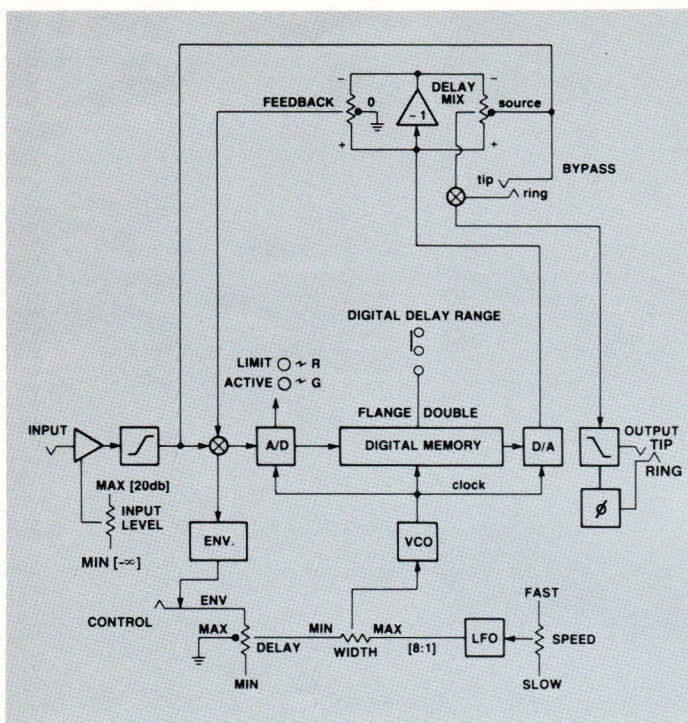 − −
FEEDBACK 0 − 1 DELAY MIX source
+ +
BYPASS
tip
ring
DIGITAL DELAY RANGE
LIMIT ~ R
ACTIVE ~ G
FLANGE DOUBLE
INPUT A/D DIGITAL MEMORY D/A OUTPUT
TIP
RING
MAX [20db] clock
INPUT LEVEL
MIN [-∞]
ENV. VCO ϕ
FAST
CONTROL ENV
MAX DELAY MIN WIDTH MAX LFO SPEED
[8:1]
MIN SLOW